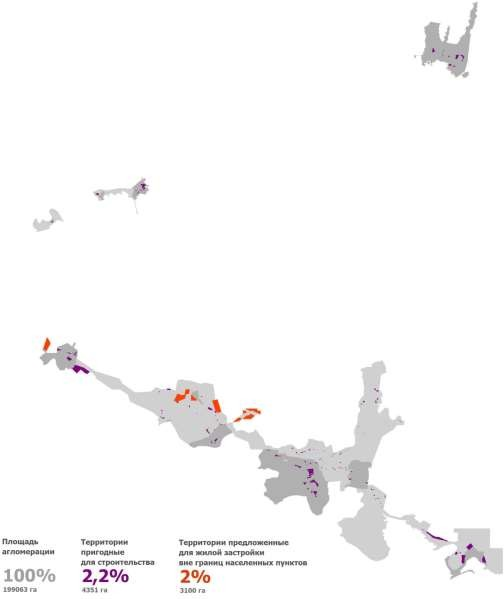 Площадь
агломерации
100%
199063 га
Территории
пригодные
для строительства
2,2%
4351 га
Территории предложенные
для жилой застройки
вне границ населенных пунктов
2%
3100 га